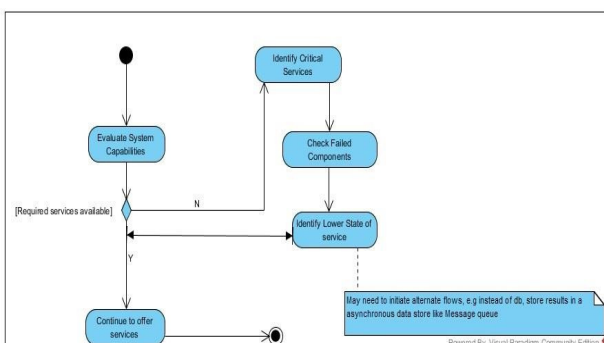 Identify Critical
Services
Evaluate System
Capabilities
Check Failed
Components
[Required services available]
N
Identify Lower State of
service
Y
May need to initiate alternate flows, e.g instead of db, store results in a
asynchronous data store like Message queue
Continue to offer
services
Powered By Visual Paradigm Community Edition